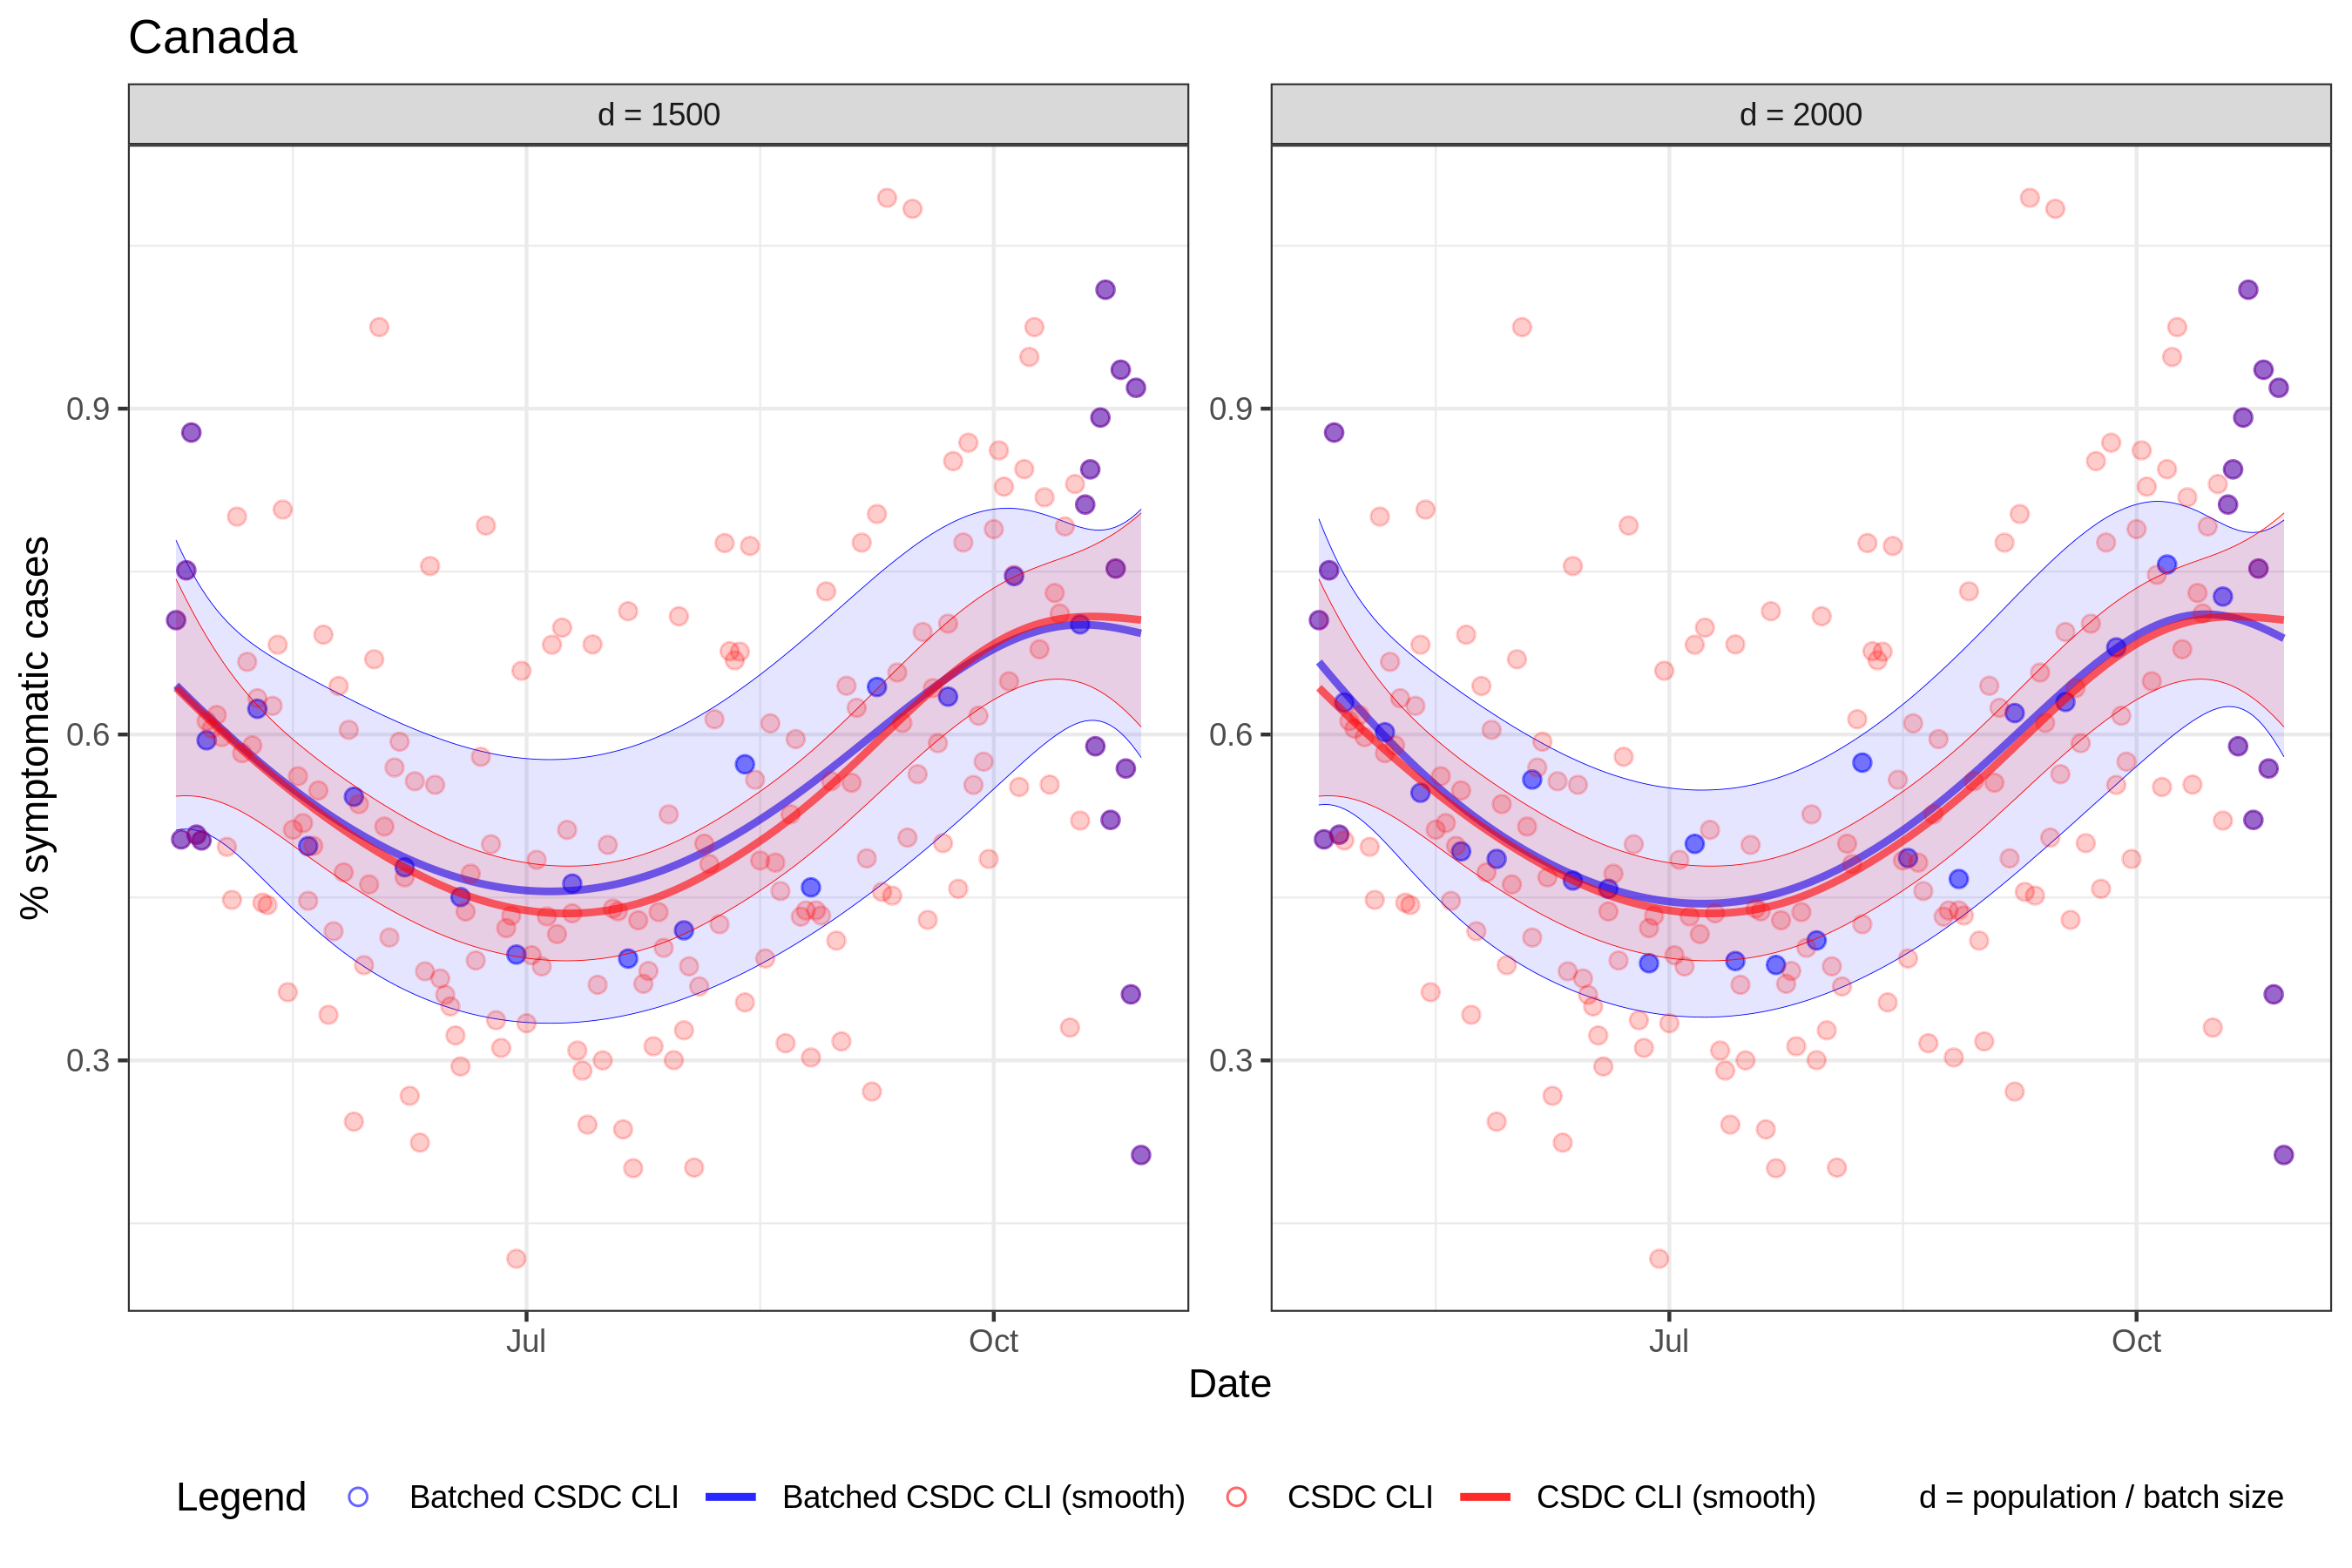 Canada
d = 1500
d = 2000
% symptomatic cases
0.9
0.6
0.3
0.9
0.6
0.3
Jul
Oct
Jul
Oct
Date
Legend
Batched CSDC CLI
Batched CSDC CLI (smooth)
CSDC CLI
CSDC CLI (smooth)
d = population / batch size